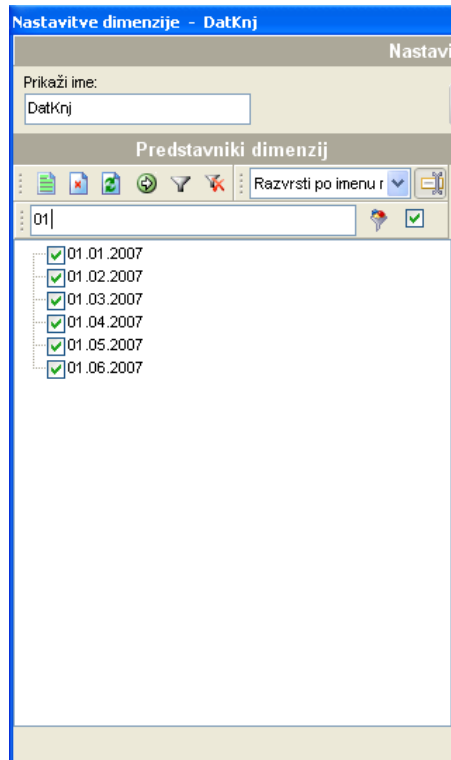 Nastavitve dimenzije - DatKnj
Nastavi
Prikaži ime:
DatKnj
Predstavniki dimenzij
Razvrsti po imenu r
01
01.01.2007
01.02.2007
01.03.2007
01.04.2007
01.05.2007
01.06.2007